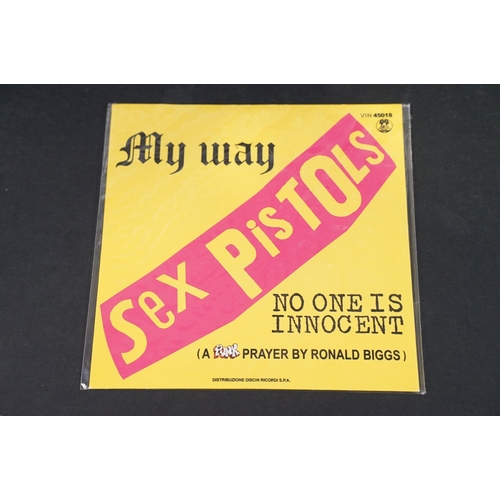 VIN 45018
My way
Sex PisTOLs
NO ONE IS
INNOCENT
(A PUNK PRAYER BY RONALD BIGGS)
DISTRIBUZIONE DISCHI RICORDI S.P.A.